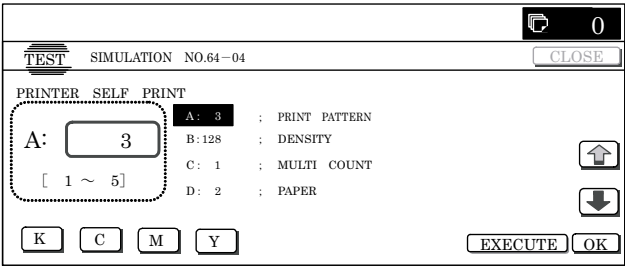 0
TEST SIMULATION NO.64-04 CLOSE
PRINTER SELF PRINT
A: 3
[ 1 ~ 5]
A: 3 ; PRINT PATTERN
B:128 ; DENSITY
C: 1 ; MULTI COUNT
D: 2 ; PAPER
K C M Y EXECUTE OK